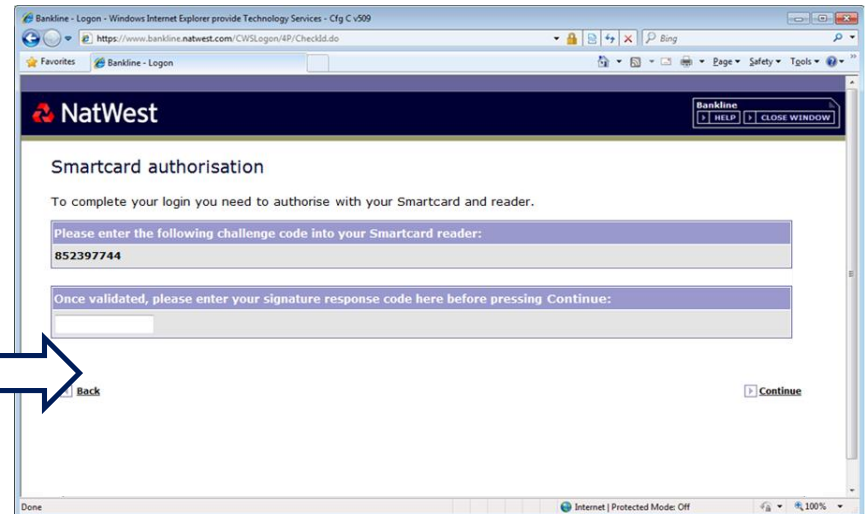 Bankline - Logon - Windows Internet Explorer provide Technology Services - Cfg C v509
https://www.bankline.natwest.com/CWSLogon/4P/CheckId.do
Bing
Favorites Bankline - Logon Page Safety Tools
NatWest
Bankline
HELP CLOSE WINDOW
Smartcard authorisation
To complete your login you need to authorise with your Smartcard and reader.
Please enter the following challenge code into your Smartcard reader:
852397744
Once validated, please enter your signature response code here before pressing Continue:
Back Continue
Done Internet | Protected Mode: Off 100%